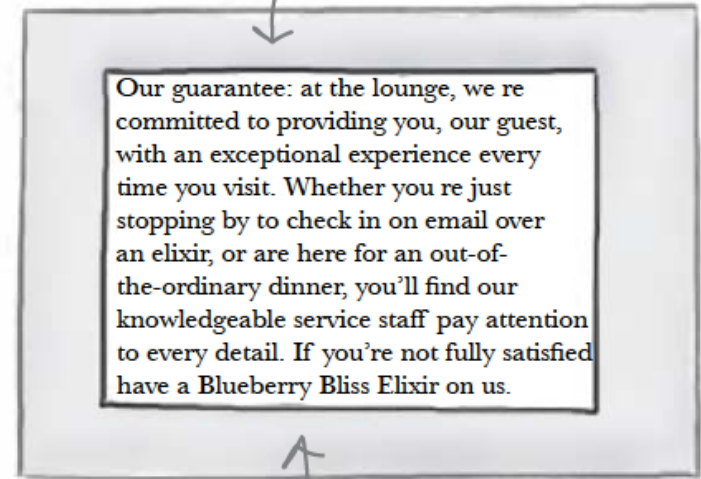 Our guarantee: at the lounge, we re
committed to providing you, our guest,
with an exceptional experience every
time you visit. Whether you re just
stopping by to check in on email over
an elixir, or are here for an out-of-
the-ordinary dinner, you’ll find our
knowledgeable service staff pay attention
to every detail. If you’re not fully satisfied
have a Blueberry Bliss Elixir on us.